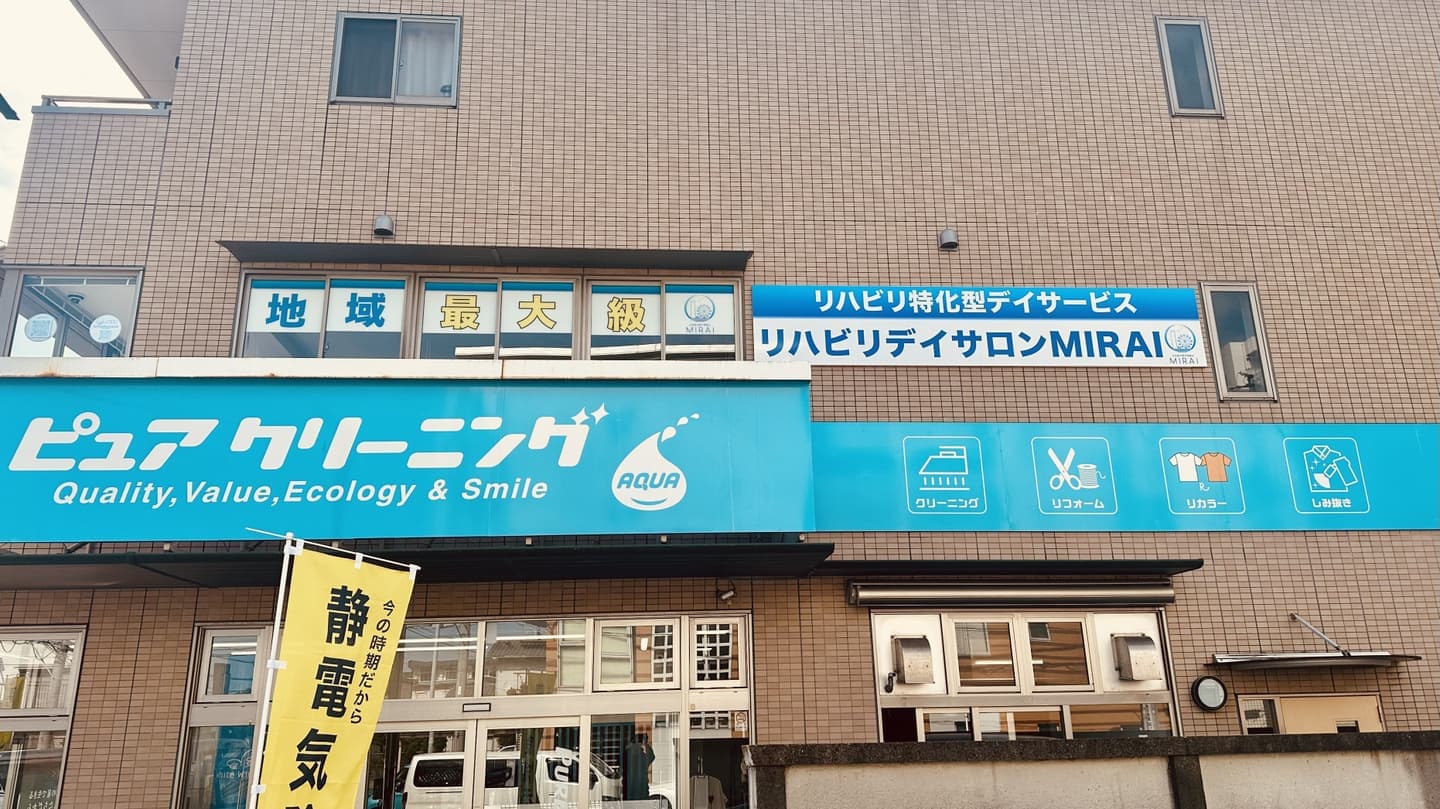 地域最大級
MIRAI
リハビリ特化型デイサービス
リハビリデイサロンMIRAI
MIRAI
ピュアクリーニング
Quality,Value,Ecology & Smile
AQUA
クリーニング
リフォーム
リカラー
しみ抜き
今の時期だから
静電気